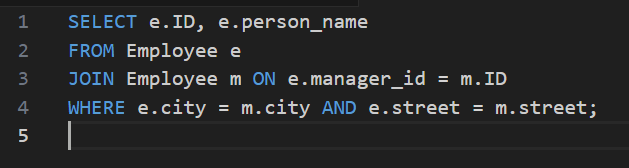 1 SELECT e.ID, e.person_name
2 FROM Employee e
3 JOIN Employee m ON e.manager_id = m.ID
4 WHERE e.city = m.city AND e.street = m.street;
5